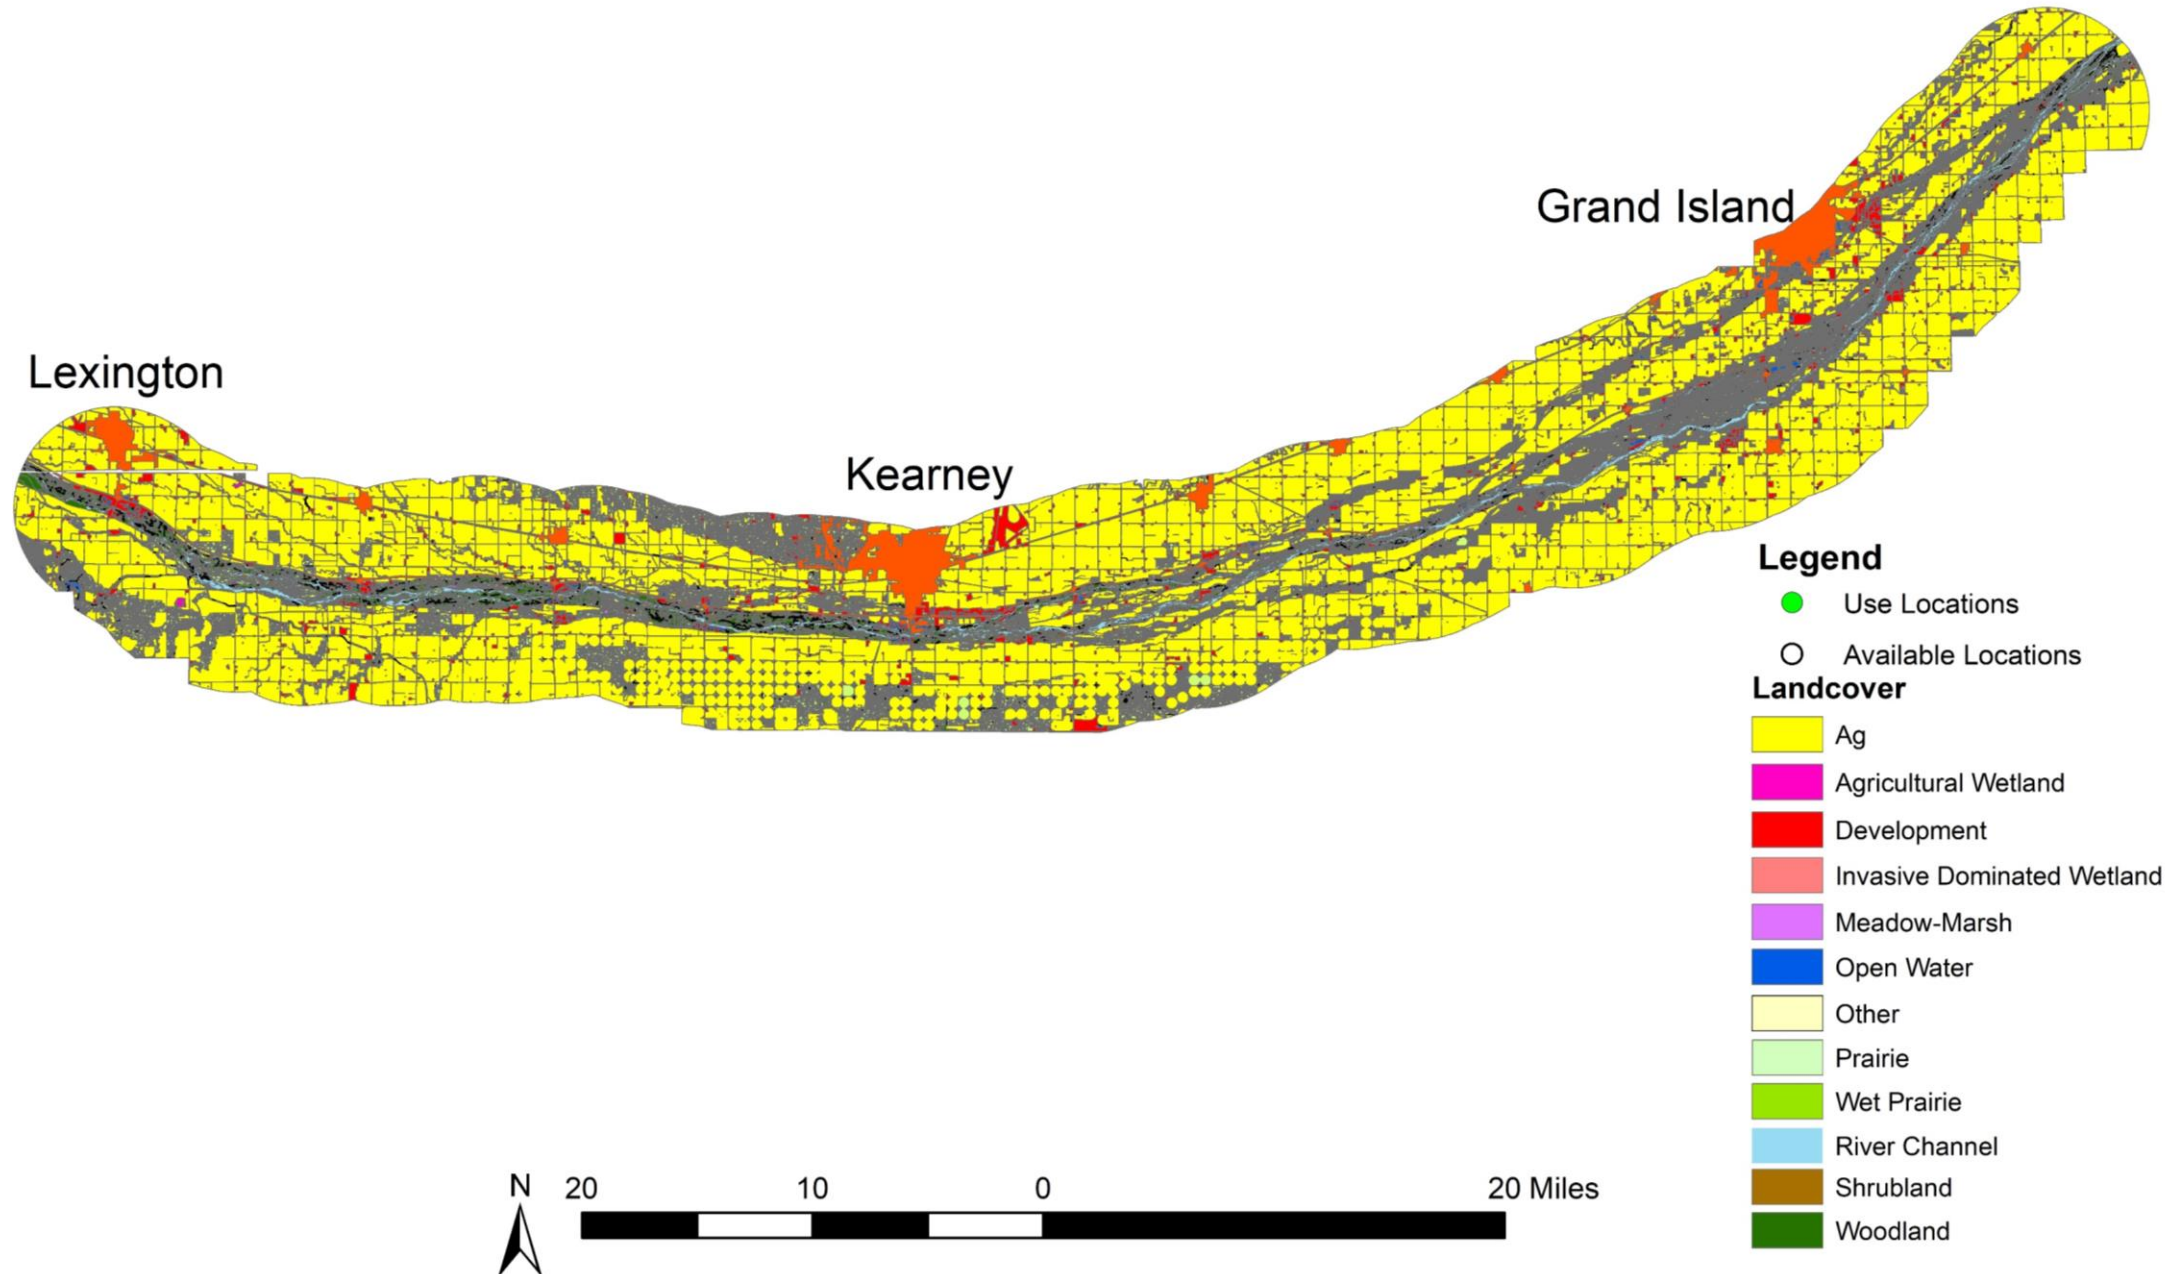 Grand Island
Lexington
Kearney
Legend
Use Locations
Available Locations
Landcover
Ag
Agricultural Wetland
Development
Invasive Dominated Wetland
Meadow-Marsh
Open Water
Other
Prairie
Wet Prairie
River Channel
Shrubland
Woodland
N 20 10 0 20 Miles